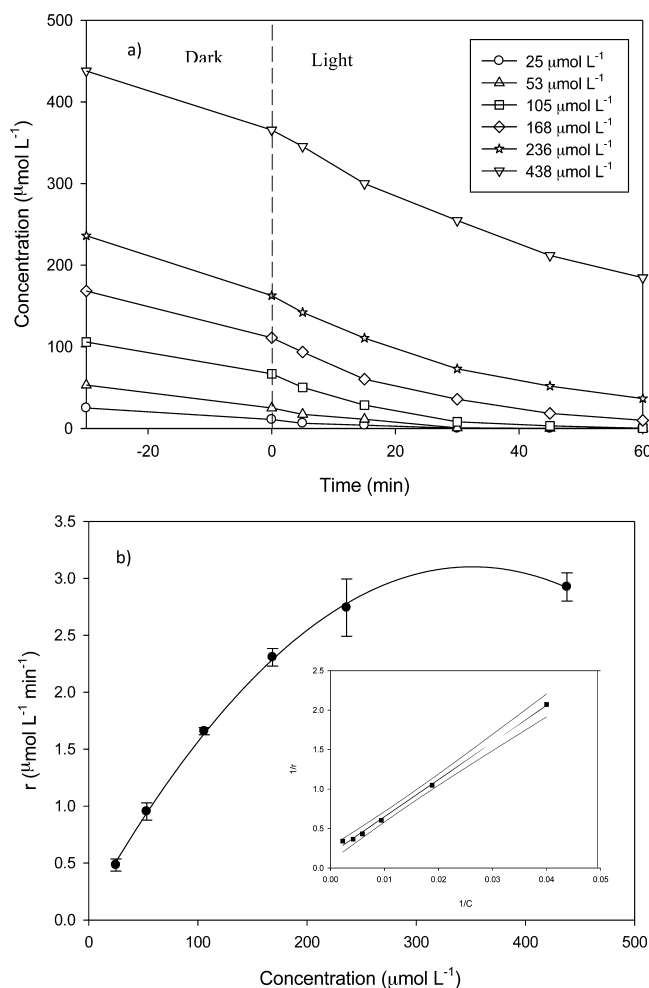 500
400
300
200
100
0
Concentration (μmol L⁻¹)
a)
Dark
Light
25 μmol L⁻¹
53 μmol L⁻¹
105 μmol L⁻¹
168 μmol L⁻¹
236 μmol L⁻¹
438 μmol L⁻¹
-20 0 20 40 60
Time (min)
3.5
3.0
2.5
2.0
1.5
1.0
0.5
0.0
r (μmol L⁻¹ min⁻¹)
b)
2.5
2.0
1.5
1.0
0.5
0.0
1/r
0.00 0.01 0.02 0.03 0.04 0.05
1/C
0 100 200 300 400 500
Concentration (μmol L⁻¹)